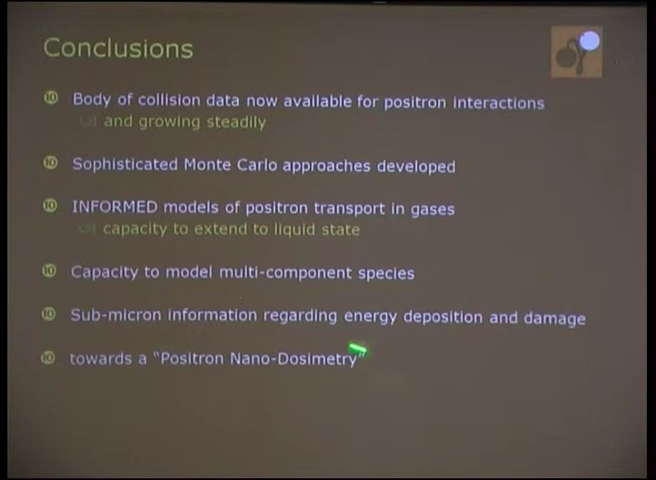 Conclusions
Body of collision data now available for positron interactions
and growing steadily
Sophisticated Monte Carlo approaches developed
INFORMED models of positron transport in gases
capacity to extend to liquid state
Capacity to model multi-component species
Sub-micron information regarding energy deposition and damage
towards a "Positron Nano-Dosimetry"